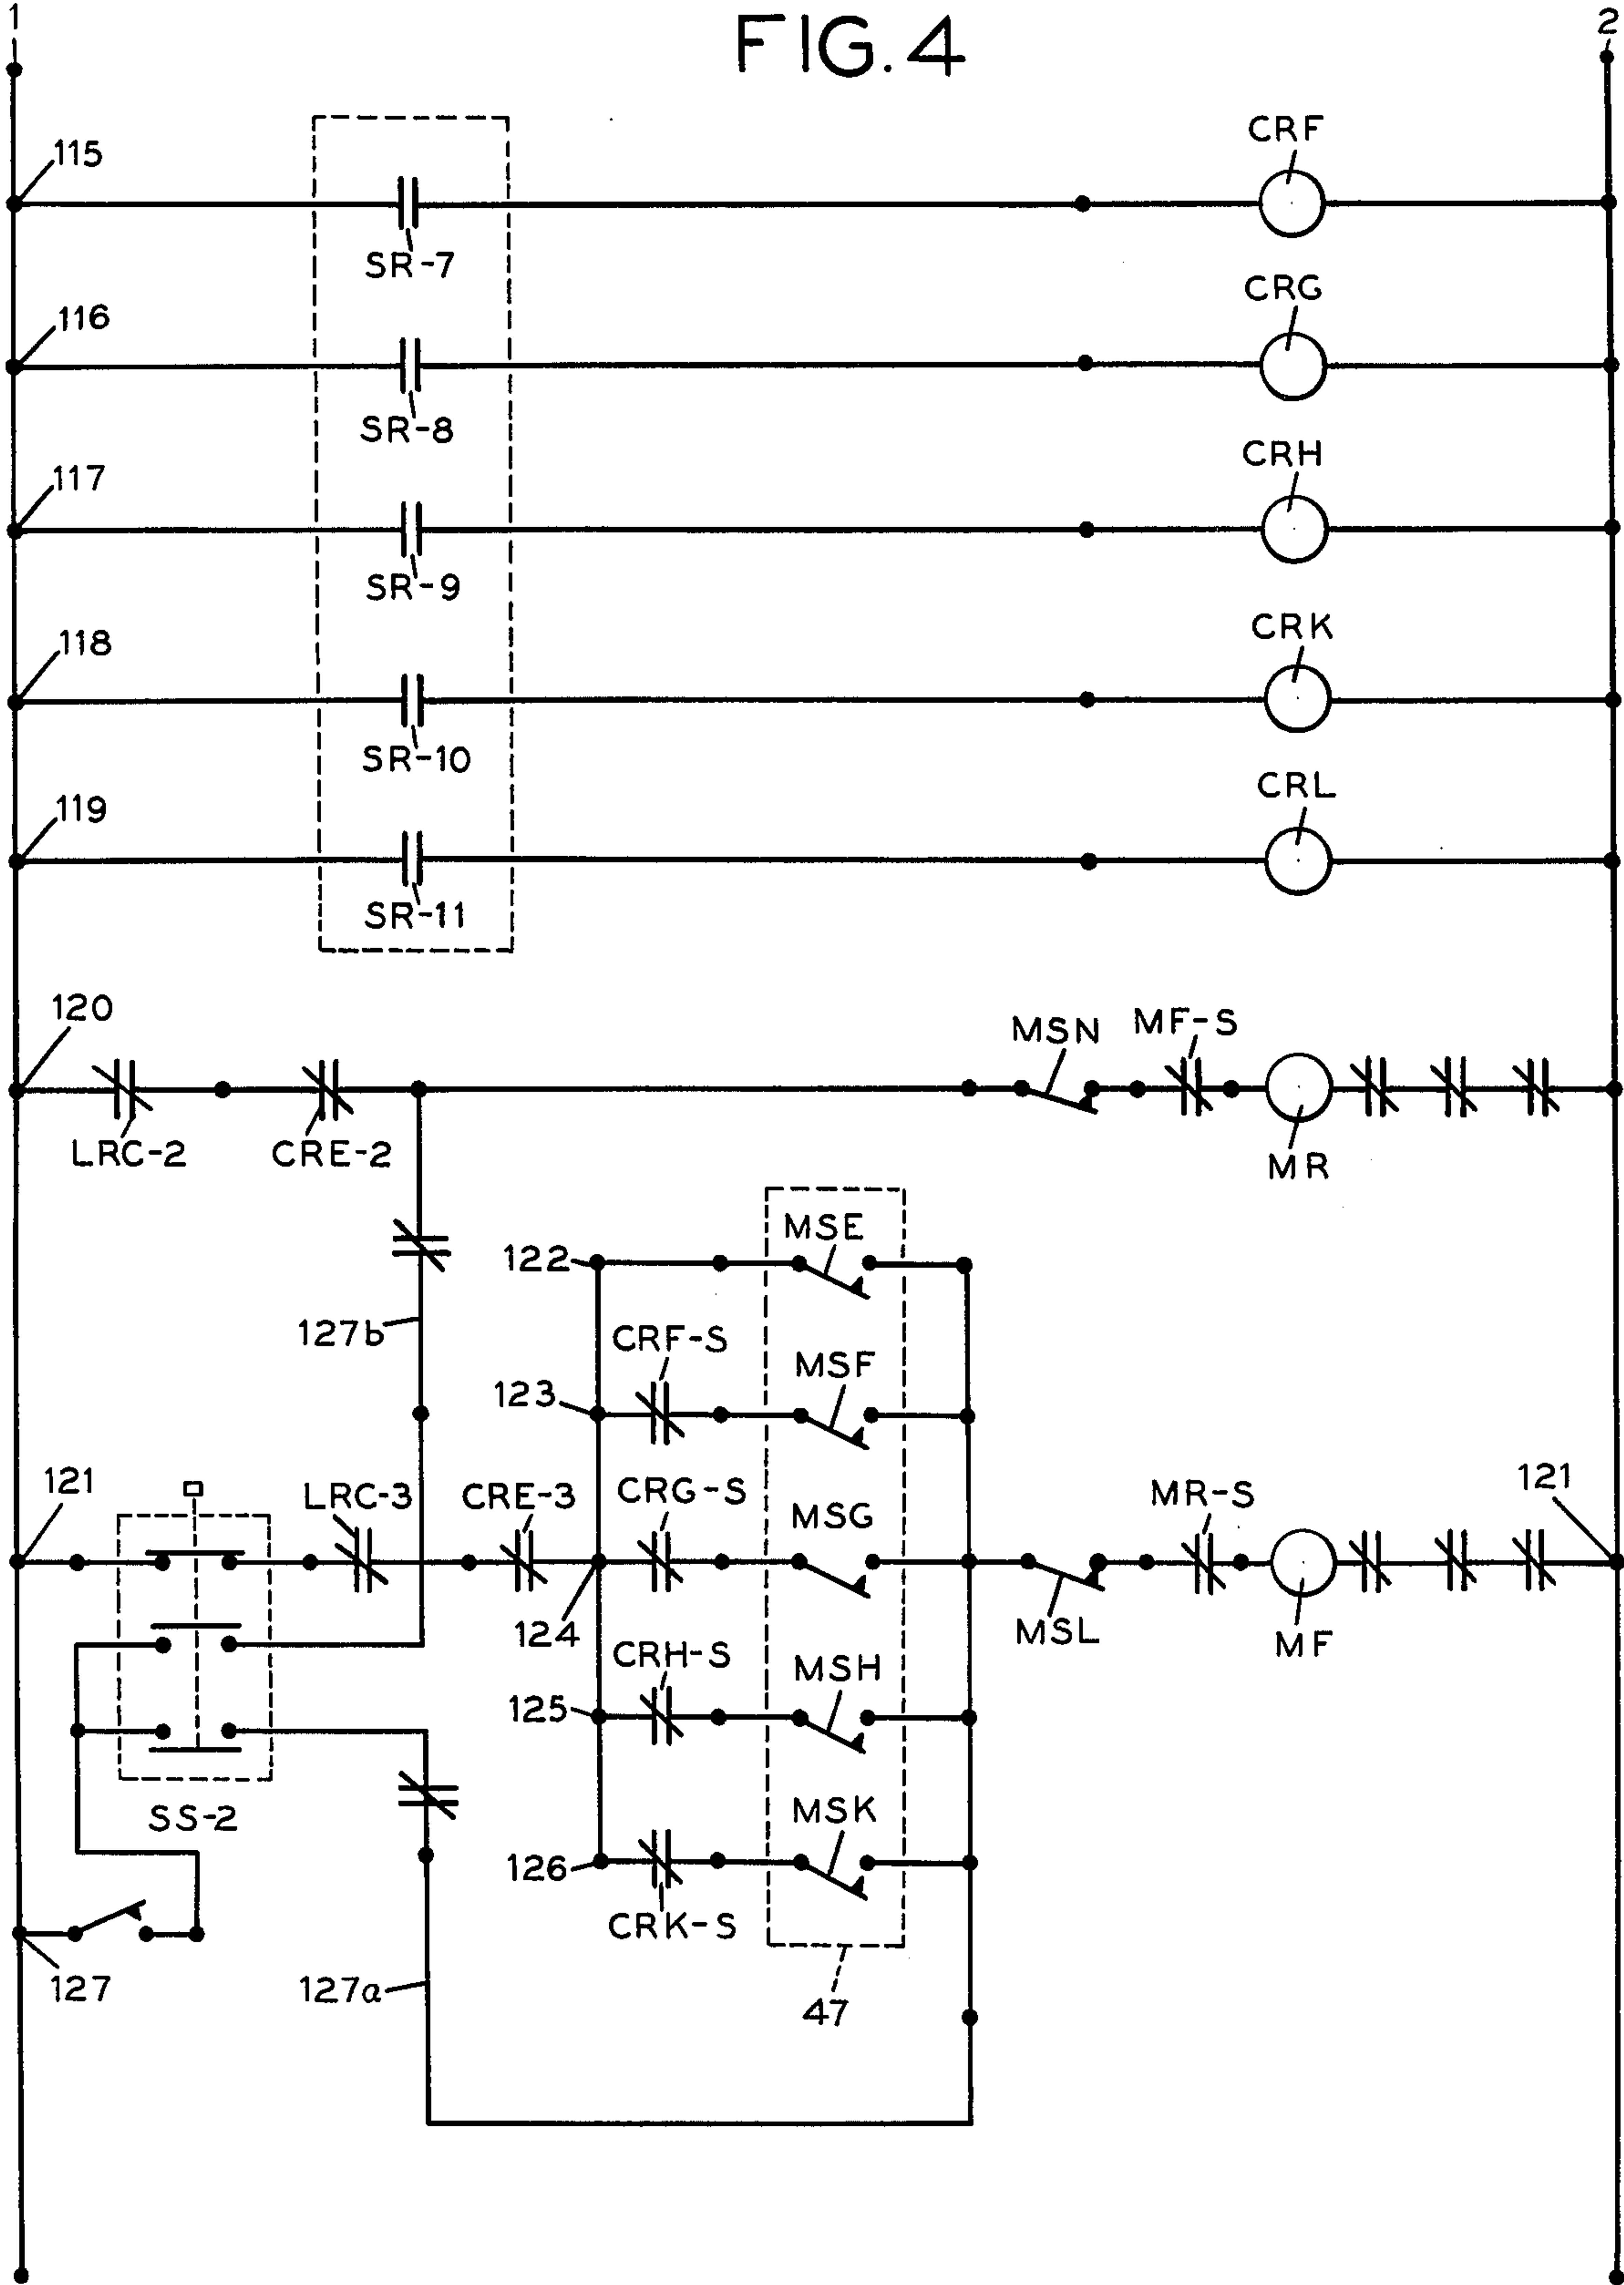 1
FIG. 4
2
115
CRF
SR-7
116
CRG
SR-8
117
CRH
SR-9
118
CRK
SR-10
119
CRL
SR-11
120
MSN
MF-S
LRC-2
CRE-2
MR
MSE
122
127b
CRF-S
MSF
123
121
LRC-3
CRE-3
CRG-S
MSG
MR-S
121
124
MSL
MF
CRH-S
MSH
125
SS-2
MSK
126
CRK-S
127
127a
47